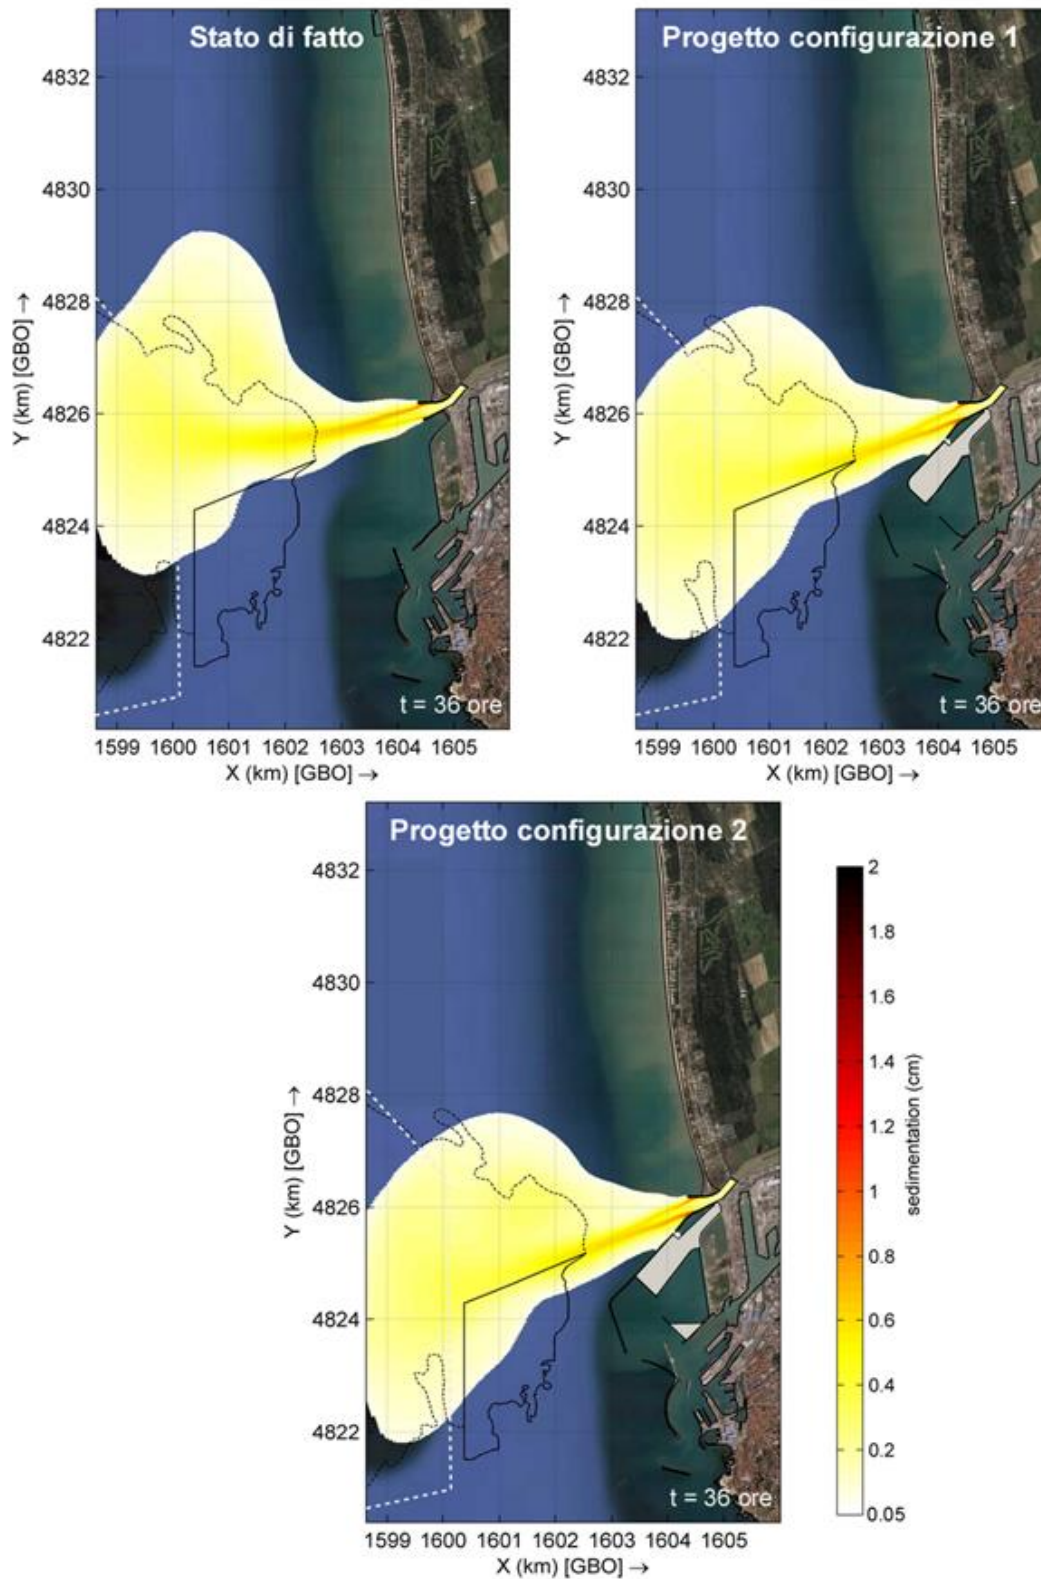 Stato di fatto
4832
4830
4828
4826
4824
4822
Y (km) [GBO] →
t = 36 ore
1599 1600 1601 1602 1603 1604 1605
X (km) [GBO] →
Progetto configurazione 1
4832
4830
4828
4826
4824
4822
Y (km) [GBO] →
t = 36 ore
1599 1600 1601 1602 1603 1604 1605
X (km) [GBO] →
Progetto configurazione 2
4832
4830
4828
4826
4824
4822
Y (km) [GBO] →
t = 36 ore
1599 1600 1601 1602 1603 1604 1605
X (km) [GBO] →
2
1.8
1.6
1.4
1.2
1
0.8
0.6
0.4
0.2
0.05
sedimentation (cm)